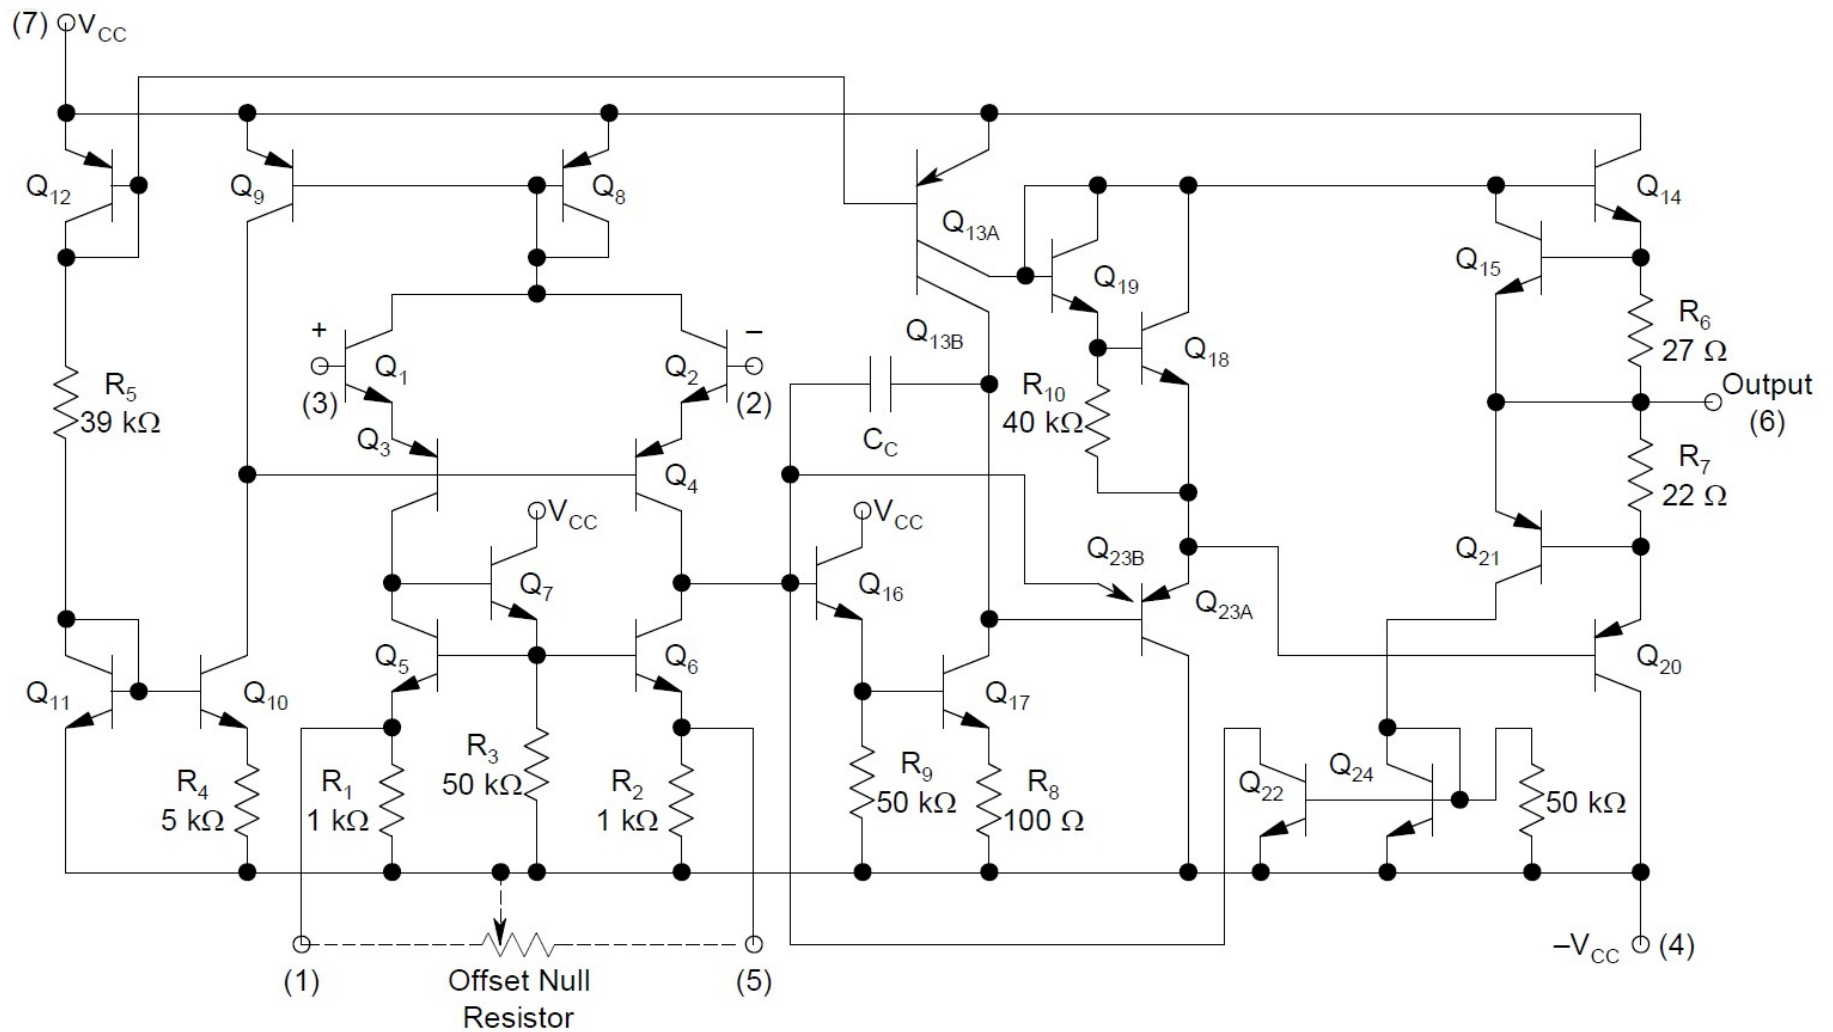 (7)
VCC
Q12
Q9
Q8
Q13A
Q14
Q15
Q19
R6
27 Ω
Q13B
Q18
+
–
Q1
Q2
(3)
(2)
R5
39 kΩ
Q3
Q4
CC
R10
40 kΩ
Output
(6)
R7
22 Ω
VCC
VCC
Q7
Q16
Q23B
Q23A
Q21
Q5
Q6
Q20
Q11
Q10
Q17
R4
5 kΩ
R1
1 kΩ
R3
50 kΩ
R2
1 kΩ
R9
50 kΩ
R8
100 Ω
Q22
Q24
50 kΩ
(1)
Offset Null
Resistor
(5)
–VCC
(4)